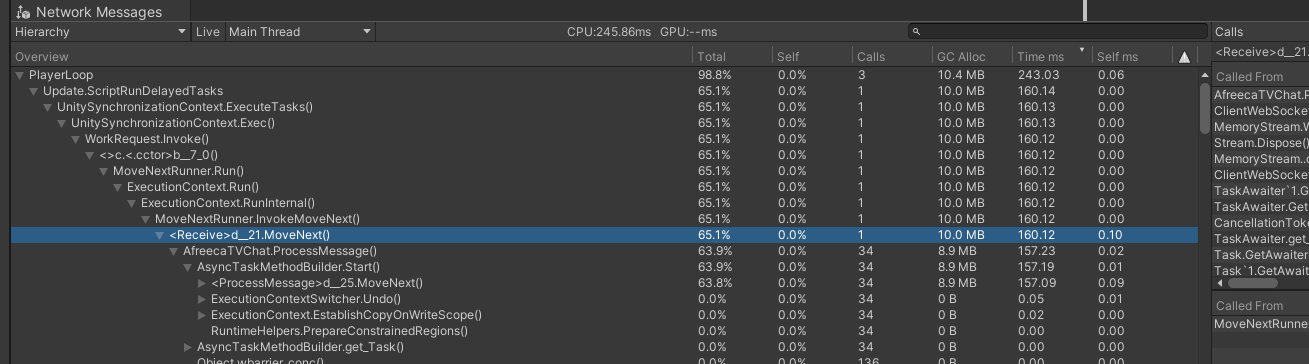 Network Messages
Hierarchy Live Main Thread CPU:245.86ms GPU:--ms Calls
Overview Total Self Calls GC Alloc Time ms Self ms <Receive>d__21.
PlayerLoop 98.8% 0.0% 3 10.4 MB 243.03 0.06 Called From
Update.ScriptRunDelayedTasks 65.1% 0.0% 1 10.0 MB 160.14 0.00 AfreecaTVChat.P
UnitySynchronizationContext.ExecuteTasks() 65.1% 0.0% 1 10.0 MB 160.13 0.00 ClientWebSocke
UnitySynchronizationContext.Exec() 65.1% 0.0% 1 10.0 MB 160.13 0.00 MemoryStream.W
WorkRequest.Invoke() 65.1% 0.0% 1 10.0 MB 160.12 0.00 Stream.Dispose()
<>c.<.cctor>b__7_0() 65.1% 0.0% 1 10.0 MB 160.12 0.00 MemoryStream..c
MoveNextRunner.Run() 65.1% 0.0% 1 10.0 MB 160.12 0.00 ClientWebSocke
ExecutionContext.Run() 65.1% 0.0% 1 10.0 MB 160.12 0.00 TaskAwaiter`1.G
ExecutionContext.RunInternal() 65.1% 0.0% 1 10.0 MB 160.12 0.00 TaskAwaiter.Get
MoveNextRunner.InvokeMoveNext() 65.1% 0.0% 1 10.0 MB 160.12 0.00 CancellationToke
<Receive>d__21.MoveNext() 65.1% 0.0% 1 10.0 MB 160.12 0.10 TaskAwaiter.get_
AfreecaTVChat.ProcessMessage() 63.9% 0.0% 34 8.9 MB 157.23 0.02 Task.GetAwaiter
AsyncTaskMethodBuilder.Start() 63.9% 0.0% 34 8.9 MB 157.19 0.01 Task`1.GetAwait
<ProcessMessage>d__25.MoveNext() 63.8% 0.0% 34 8.9 MB 157.09 0.09
ExecutionContextSwitcher.Undo() 0.0% 0.0% 34 0 B 0.05 0.01 Called From
ExecutionContext.EstablishCopyOnWriteScope() 0.0% 0.0% 34 0 B 0.02 0.00 MoveNextRunne
RuntimeHelpers.PrepareConstrainedRegions() 0.0% 0.0% 34 0 B 0.00 0.00
AsyncTaskMethodBuilder.get_Task() 0.0% 0.0% 34 0 B 0.00 0.00
Object.wbarrier_conc() 0.0% 0.0% 136 0 B 0.00 0.00